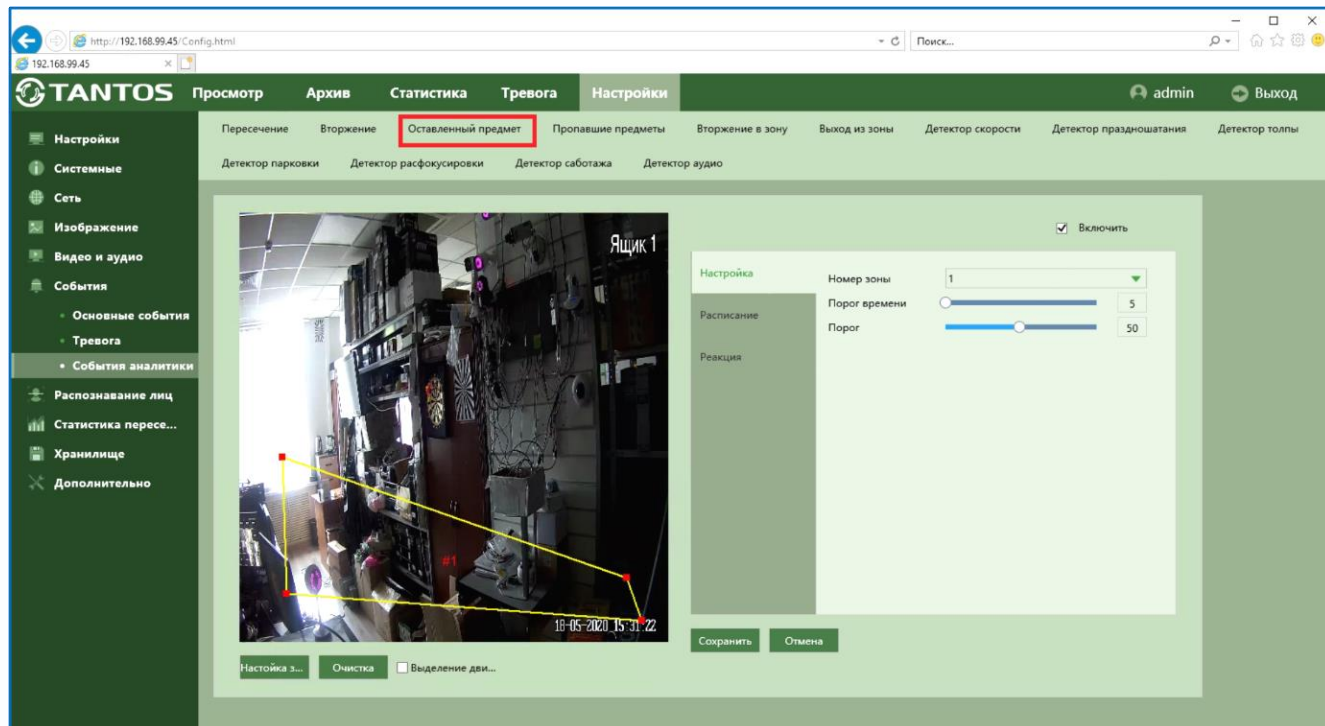 http://192.168.99.45/Config.html Поиск...
192.168.99.45
TANTOS Просмотр Архив Статистика Тревога Настройки admin Выход
Пересечение Вторжение Оставленный предмет Пропавшие предметы Вторжение в зону Выход из зоны Детектор скорости Детектор праздношатания Детектор толпы
Детектор парковки Детектор расфокусировки Детектор саботажа Детектор аудио
Настройки
Системные
Сеть
Изображение
Видео и аудио
События
Основные события
Тревога
События аналитики
Распознавание лиц
Статистика пересе...
Хранилище
Дополнительно
Ящик 1
#1
18-05-2020 15:31:22
Настойка з... Очистка Выделение дви...
Включить
Настройка
Расписание
Реакция
Номер зоны 1
Порог времени 5
Порог 50
Сохранить Отмена